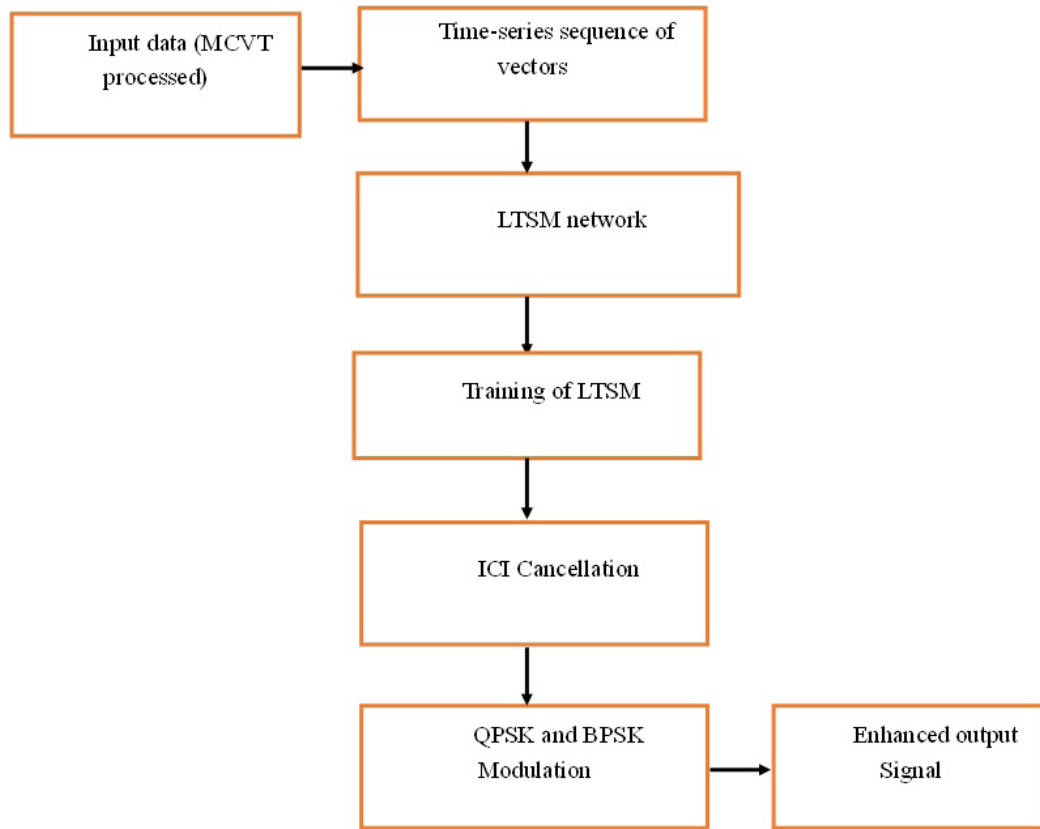 Input data (MCVT
processed)
Time-series sequence of
vectors
LTSM network
Training of LTSM
ICI Cancellation
QPSK and BPSK
Modulation
Enhanced output
Signal